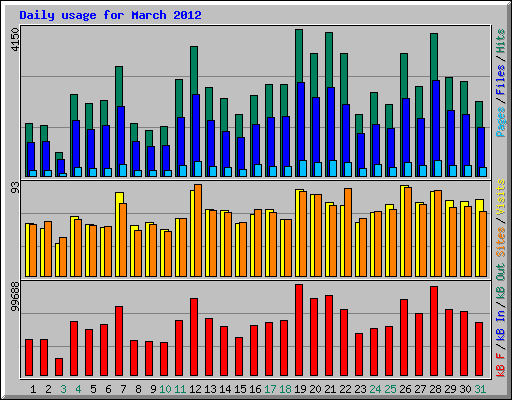 Daily usage for March 2012
4150
Pages / Files / Hits
93
Sites / Visits
99688
kB F / kB In / kB Out
1 2 3 4 5 6 7 8 9 10 11 12 13 14 15 16 17 18 19 20 21 22 23 24 25 26 27 28 29 30 31